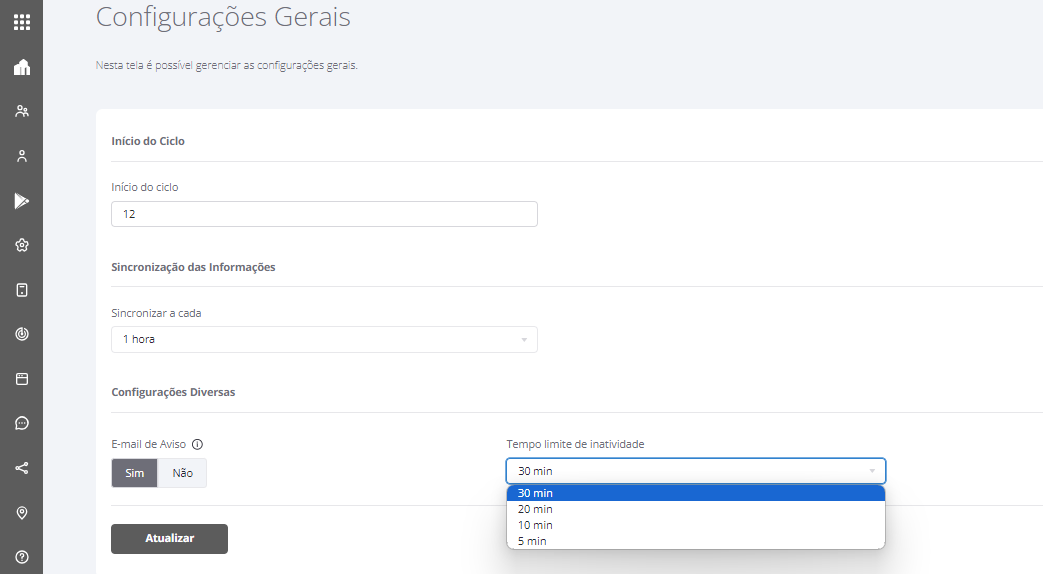 Configurações Gerais
Nesta tela é possível gerenciar as configurações gerais.
Início do Ciclo
Início do ciclo
12
Sincronização das Informações
Sincronizar a cada
1 hora
Configurações Diversas
E-mail de Aviso
Sim Não
Tempo limite de inatividade
30 min
30 min
20 min
10 min
5 min
Atualizar